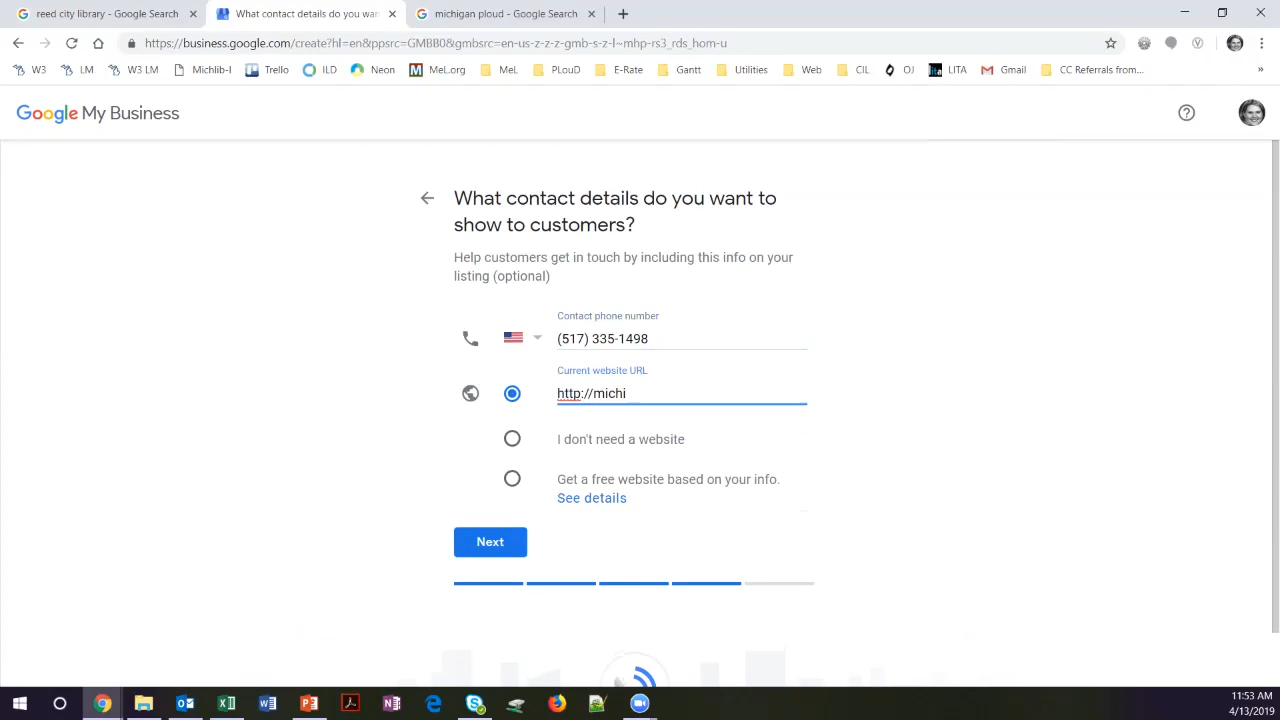 reed city library - Google Search
What contact details do you wan
michigan ploud - Google Search
https://business.google.com/create?hl=en&ppsrc=GMBB0&gmbsrc=en-us-z-z-z-gmb-s-z-l~mhp-rs3_rds_hom-u
W3 LM W3 LM Michlib-l Trello ILD Neon MeL.org MeL PLouD E-Rate Gantt Utilities Web CIL OJ LITA Gmail CC Referrals from...
Google My Business
What contact details do you want to
show to customers?
Help customers get in touch by including this info on your
listing (optional)
Contact phone number
(517) 335-1498
Current website URL
http://michi
I don't need a website
Get a free website based on your info.
See details
Next
11:53 AM
4/13/2019